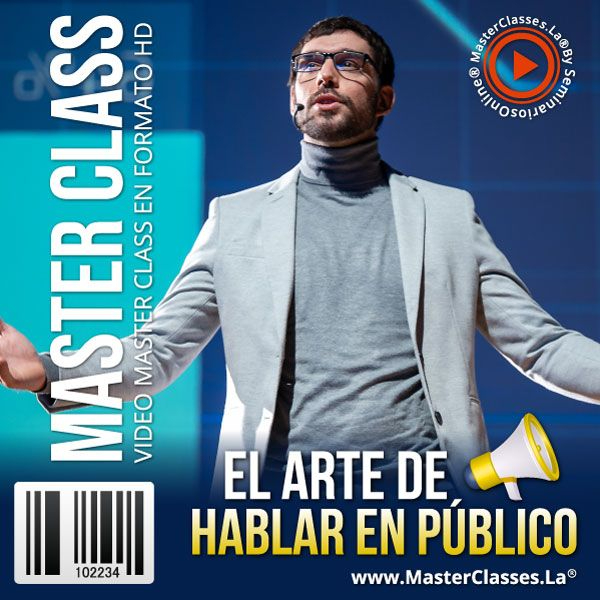 MASTER CLASS
VIDEO MASTER CLASS EN FORMATO HD
MasterClasses.La® By SeminariosOnline®
EL ARTE DE
HABLAR EN PÚBLICO
102234
www.MasterClasses.La®